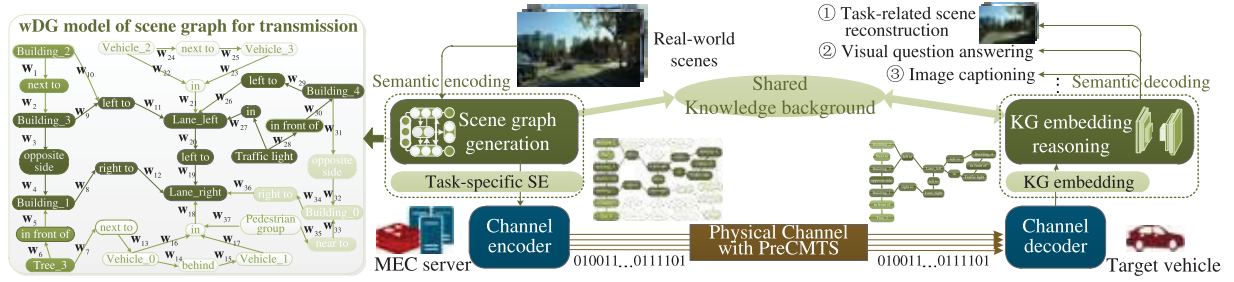 wDG model of scene graph for transmission
Building_2
Vehicle_2
next to
Vehicle_3
w24
w25
w1
w10
w22
w23
next to
in
left to
w29
Building_4
w2
w21
w26
w30
left to
w11
Lane_left
in
w27
Building_3
w9
in front of
w31
w3
w20
w28
opposite
side
left to
Traffic light
opposite
side
w4
right to
w12
w19
Lane_right
w36
right to
w32
w34
Building_1
w8
w18
w37
Pedestrian
group
Building_0
w5
next to
in
w35
w33
in front of
w13
w16
w17
near to
w6
w7
Tree_3
Vehicle_0
w14
behind
w15
Vehicle_1
Real-world
scenes
Semantic encoding
Scene graph
generation
Task-specific SE
Channel
encoder
MEC server
Shared
Knowledge background
Physical Channel
with PreCMTS
010011...0111101
010011...0111101
① Task-related scene
reconstruction
② Visual question answering
③ Image captioning
Semantic decoding
KG embedding
reasoning
KG embedding
Channel
decoder
Target vehicle